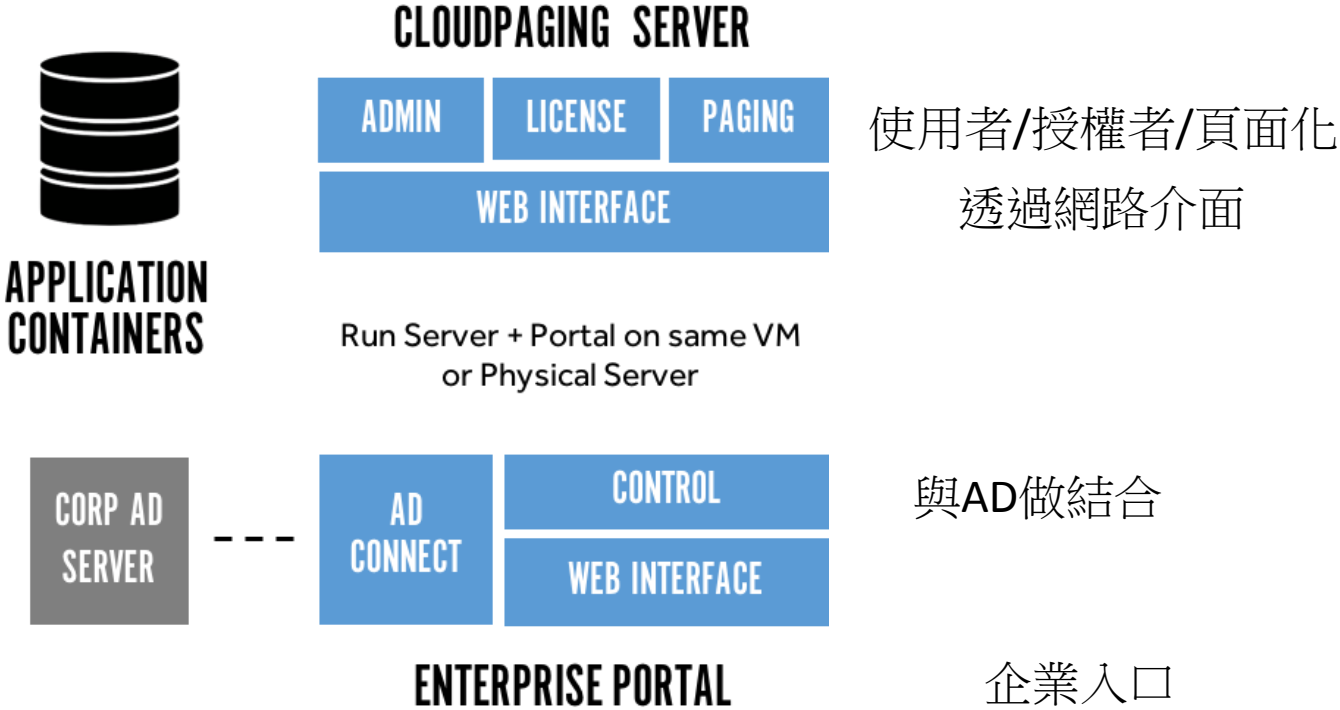 CLOUDPAGING SERVER
ADMIN
LICENSE
PAGING
使用者/授權者/頁面化
WEB INTERFACE
透過網路介面
APPLICATION
CONTAINERS
Run Server + Portal on same VM
or Physical Server
CORP AD
SERVER
AD
CONNECT
CONTROL
WEB INTERFACE
與AD做結合
ENTERPRISE PORTAL
企業入口